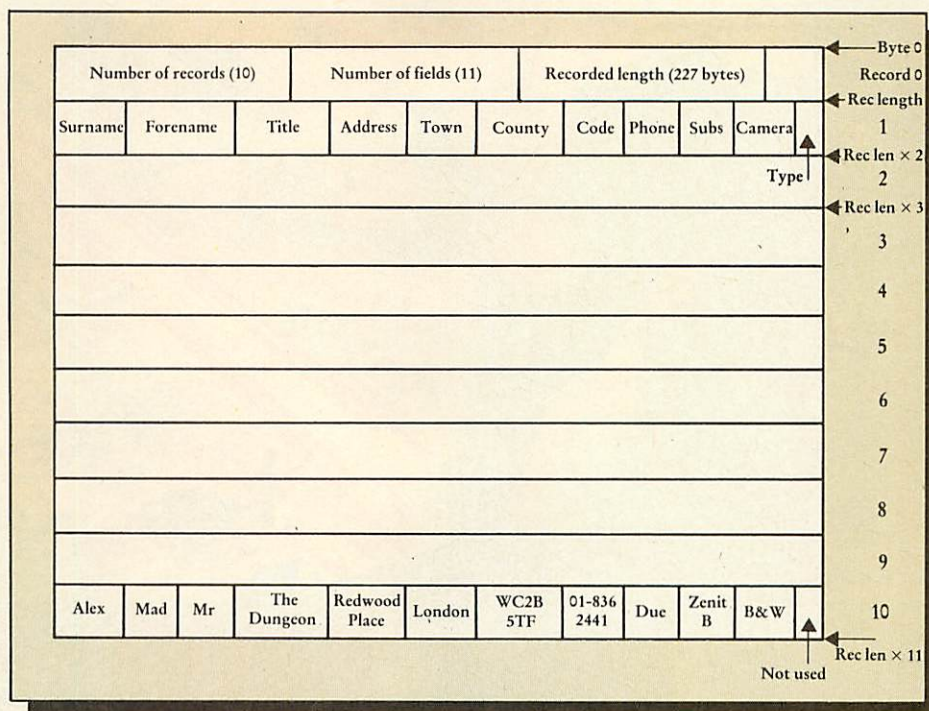 Byte 0
Number of records (10) Number of fields (11) Recorded length (227 bytes) Record 0
Rec length
Surname Forename Title Address Town County Code Phone Subs Camera 1
Rec len × 2
Type 2
Rec len × 3
3
4
5
6
7
8
9
Alex Mad Mr The Dungeon Redwood Place London WC2B 5TF 01-836 2441 Due Zenit B B&W 10
Rec len × 11
Not used